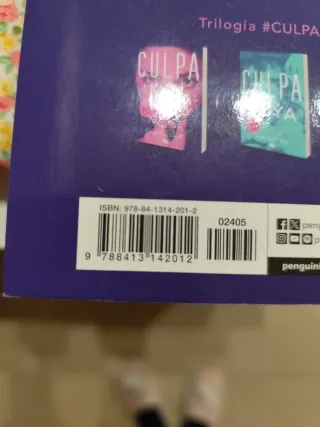 Trilogía #CULPA
CULPA
CULPA
ISBN: 978-84-1314-201-2
02405
9 788413 142012
penguin